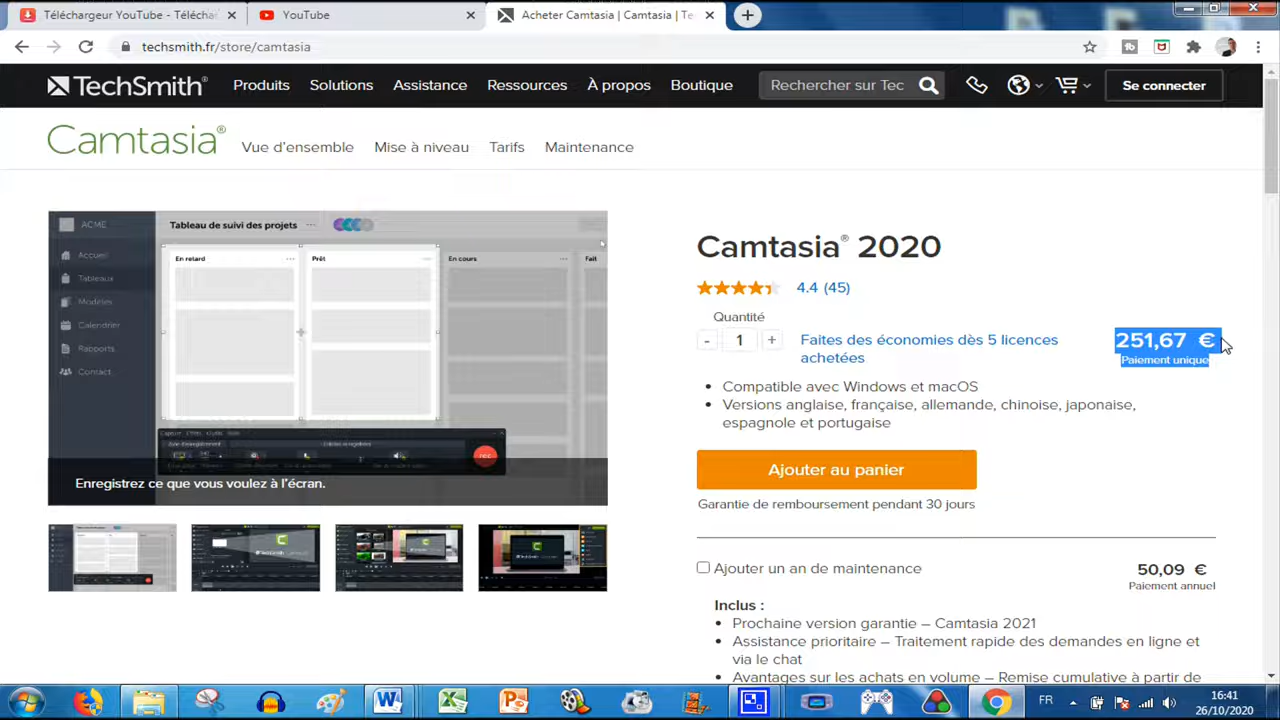 Téléchargeur YouTube - Téléchar
YouTube
Acheter Camtasia | Camtasia | Te
techsmith.fr/store/camtasia
TechSmith®
Produits
Solutions
Assistance
Ressources
À propos
Boutique
Rechercher sur Tec
Se connecter
Camtasia®
Vue d'ensemble
Mise à niveau
Tarifs
Maintenance
ACME
Tableau de suivi des projets
Accueil
Tableaux
Modèles
Calendrier
Rapports
Contact
En retard
Prêt
En cours
Fait
rec
Enregistrez ce que vous voulez à l'écran.
Camtasia® 2020
4.4 (45)
Quantité
- 1 +
Faites des économies dès 5 licences
achetées
251,67 €
Paiement unique
• Compatible avec Windows et macOS
• Versions anglaise, française, allemande, chinoise, japonaise,
espagnole et portugaise
Ajouter au panier
Garantie de remboursement pendant 30 jours
Ajouter un an de maintenance
50,09 €
Paiement annuel
Inclus :
• Prochaine version garantie – Camtasia 2021
• Assistance prioritaire – Traitement rapide des demandes en ligne et
via le chat
• Avantages sur les achats en volume – Remise cumulative à partir de
FR
16:41
26/10/2020